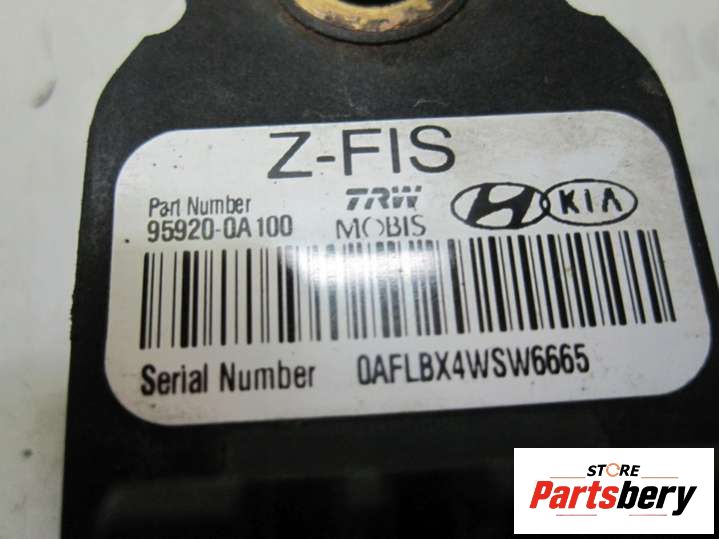 Z-FIS
Part Number
95920-0A100
TRW
MOBIS
KIA
Serial Number 0AFLBX4WSW6665
STORE
Partsbery